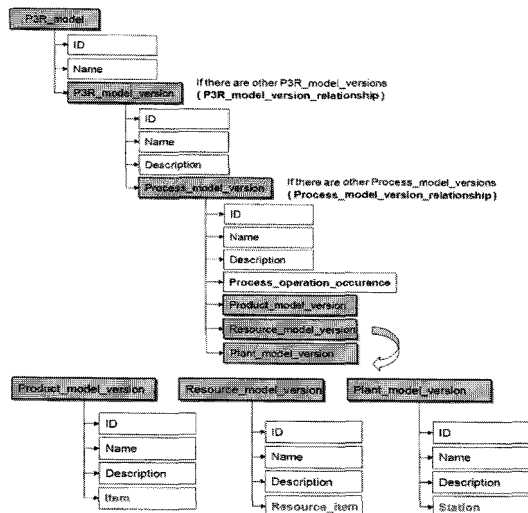 P3R_model
ID
Name
P3R_model_version
If there are other P3R_model_versions
( P3R_model_version_relationship )
ID
Name
Description
Process_model_version
If there are other Process_model_versions
( Process_model_version_relationship )
ID
Name
Description
Process_operation_occurence
Product_model_version
Resource_model_version
Plant_model_version
Product_model_version
ID
Name
Description
Item
Resource_model_version
ID
Name
Description
Resource_item
Plant_model_version
ID
Name
Description
Station